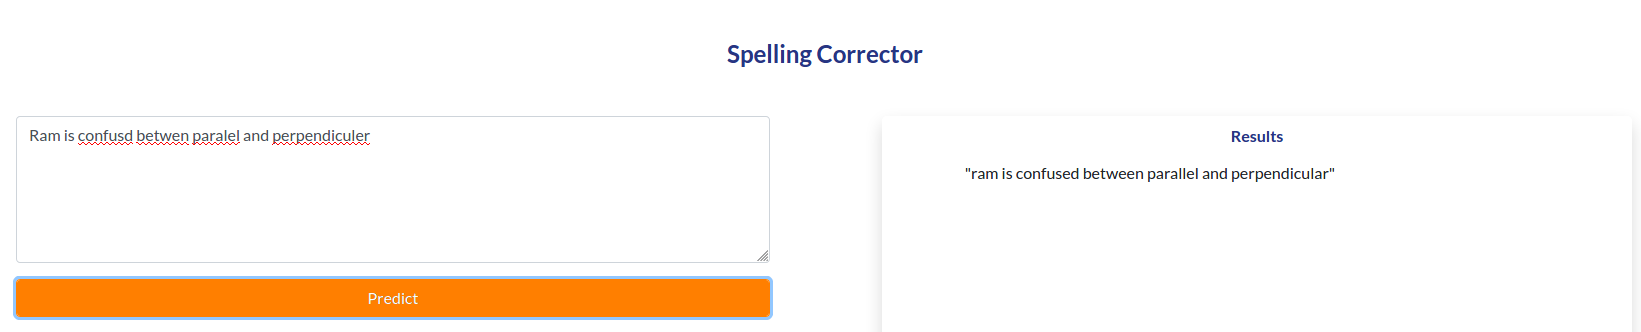 Spelling Corrector
Ram is confusd betwen paralel and perpendiculer
Predict
Results
"ram is confused between parallel and perpendicular"